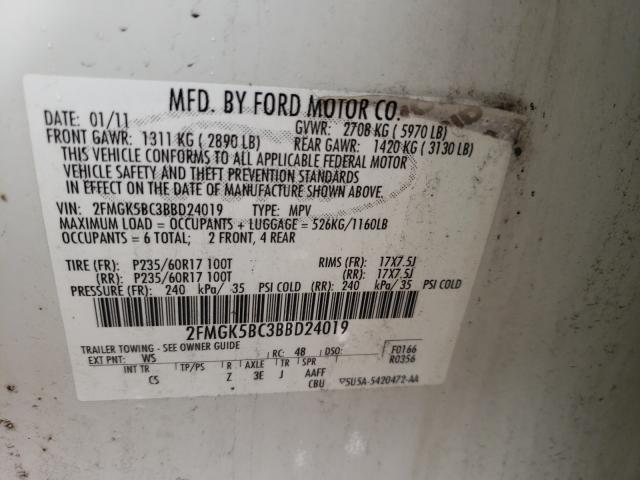 MFD. BY FORD MOTOR CO.
DATE: 01/11 GVWR: 2708 KG ( 5970 LB)
FRONT GAWR: 1311 KG ( 2890 LB) REAR GAWR: 1420 KG ( 3130 LB)
THIS VEHICLE CONFORMS TO ALL APPLICABLE FEDERAL MOTOR
VEHICLE SAFETY AND THEFT PREVENTION STANDARDS
IN EFFECT ON THE DATE OF MANUFACTURE SHOWN ABOVE.
VIN: 2FMGK5BC3BBD24019 TYPE: MPV
MAXIMUM LOAD = OCCUPANTS + LUGGAGE = 526KG/1160LB
OCCUPANTS = 6 TOTAL; 2 FRONT, 4 REAR
TIRE (FR): P235/60R17 100T RIMS (FR): 17X7.5J
(RR): P235/60R17 100T (RR): 17X7.5J
PRESSURE (FR): 240 kPa/ 35 PSI COLD (RR): 240 kPa/ 35 PSI COLD
2FMGK5BC3BBD24019
TRAILER TOWING - SEE OWNER GUIDE
EXT PNT: WS RC: 48 DSO: F0166
R0356
INT TR TP/PS R AXLE TR SPR
CS Z 3E J AAFF
CBU 5U5A-5420472-AA